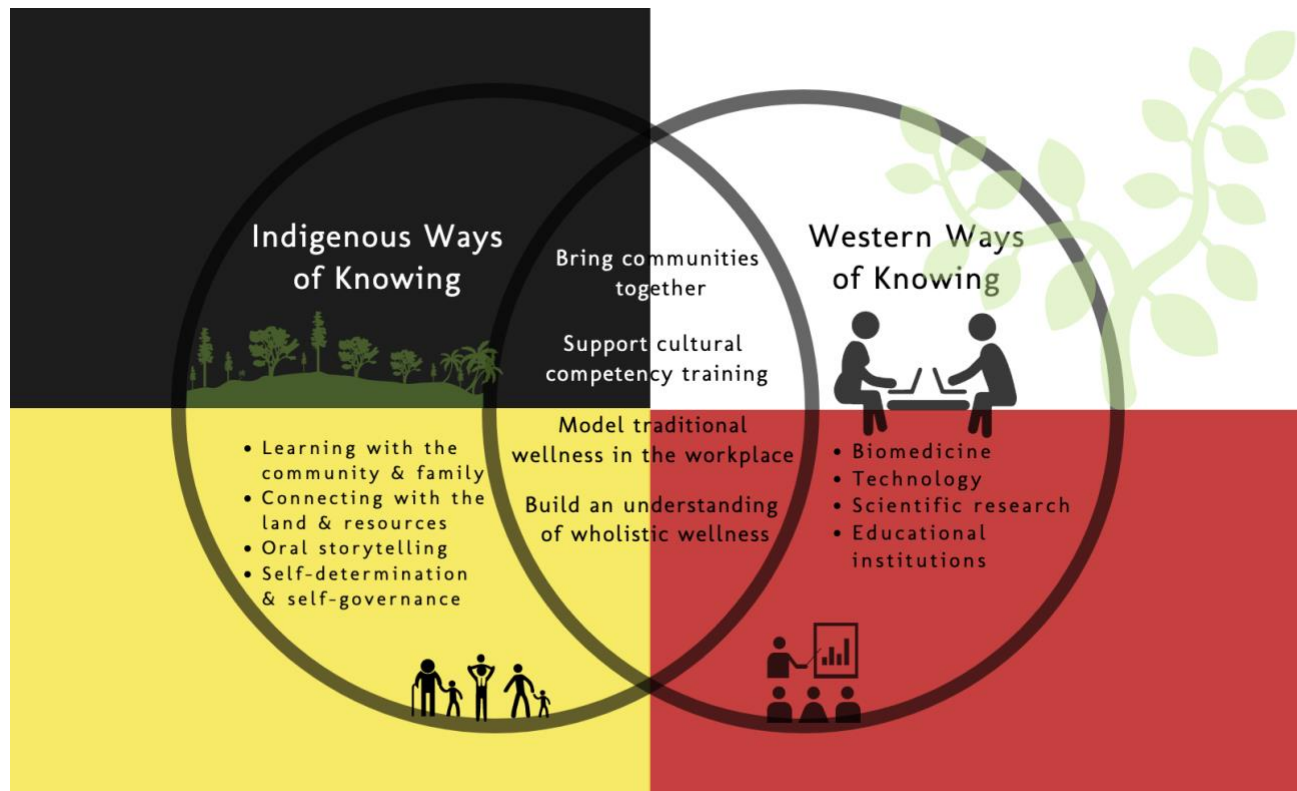 Indigenous Ways
of Knowing
• Learning with the
community & family
• Connecting with the
land & resources
• Oral storytelling
• Self-determination
& self-governance
Bring communities
together
Support cultural
competency training
Model traditional
wellness in the workplace
Build an understanding
of wholistic wellness
Western Ways
of Knowing
• Biomedicine
• Technology
• Scientific research
• Educational
institutions